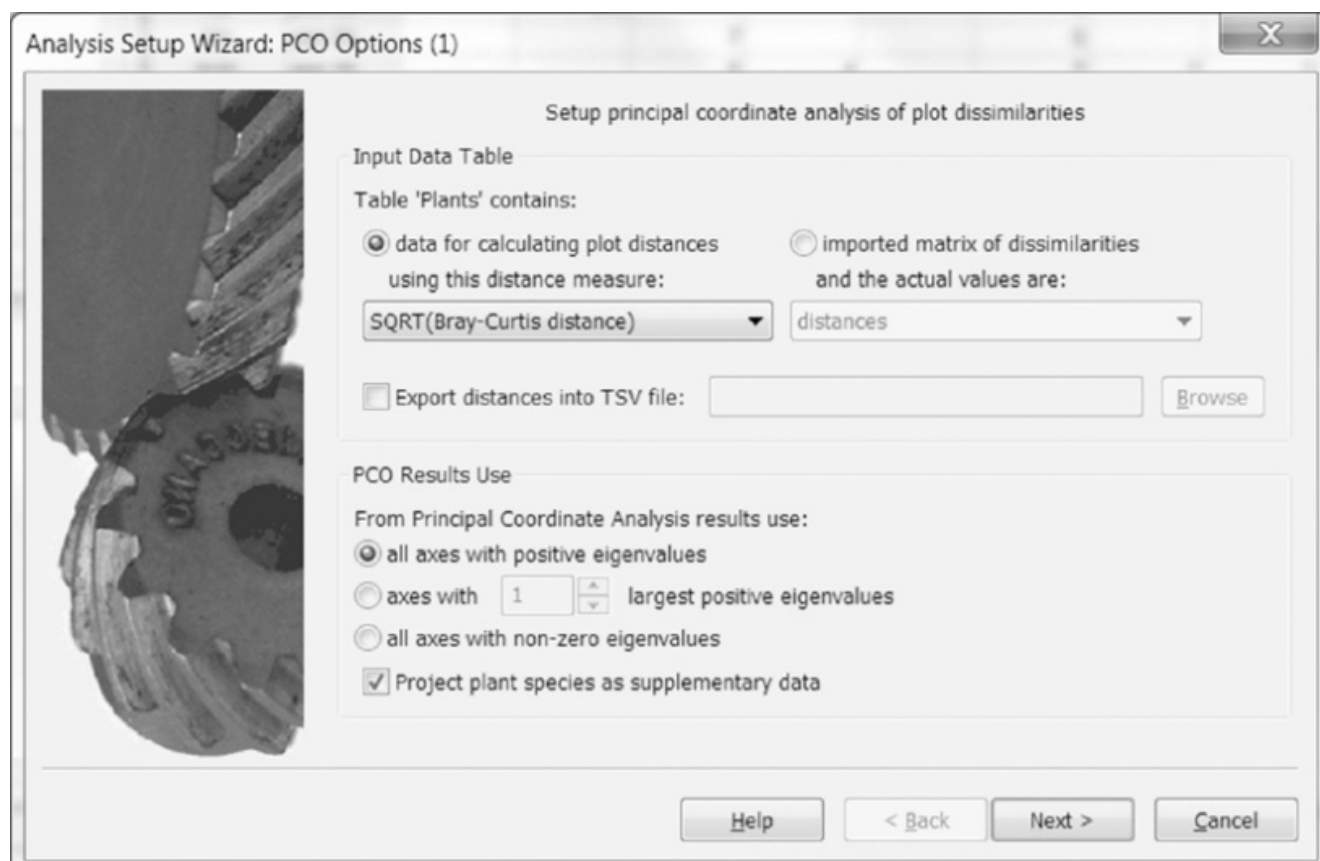 Analysis Setup Wizard: PCO Options (1)
Setup principal coordinate analysis of plot dissimilarities
Input Data Table
Table 'Plants' contains:
data for calculating plot distances
using this distance measure:
imported matrix of dissimilarities
and the actual values are:
SQRT(Bray-Curtis distance)
distances
Export distances into TSV file:
Browse
PCO Results Use
From Principal Coordinate Analysis results use:
all axes with positive eigenvalues
axes with 1 largest positive eigenvalues
all axes with non-zero eigenvalues
Project plant species as supplementary data
Help
< Back
Next >
Cancel